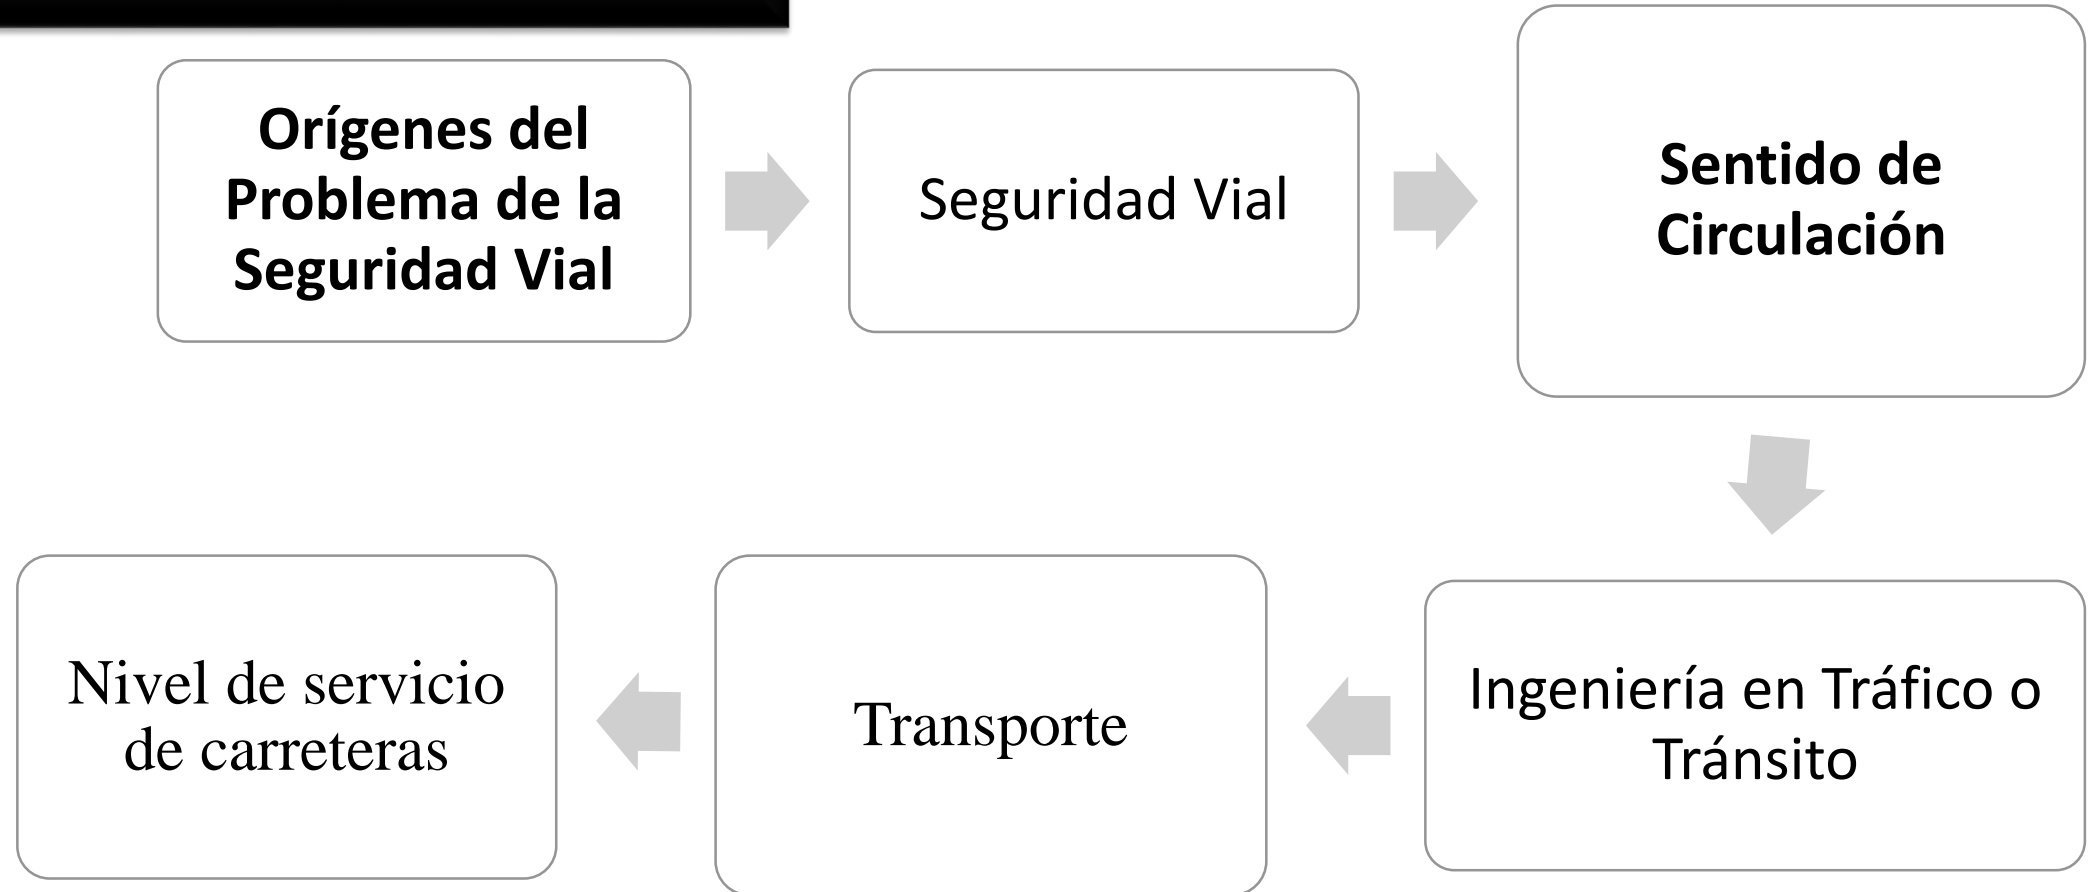 Orígenes del
Problema de la
Seguridad Vial
Seguridad Vial
Sentido de
Circulación
Ingeniería en Tráfico o
Tránsito
Transporte
Nivel de servicio
de carreteras